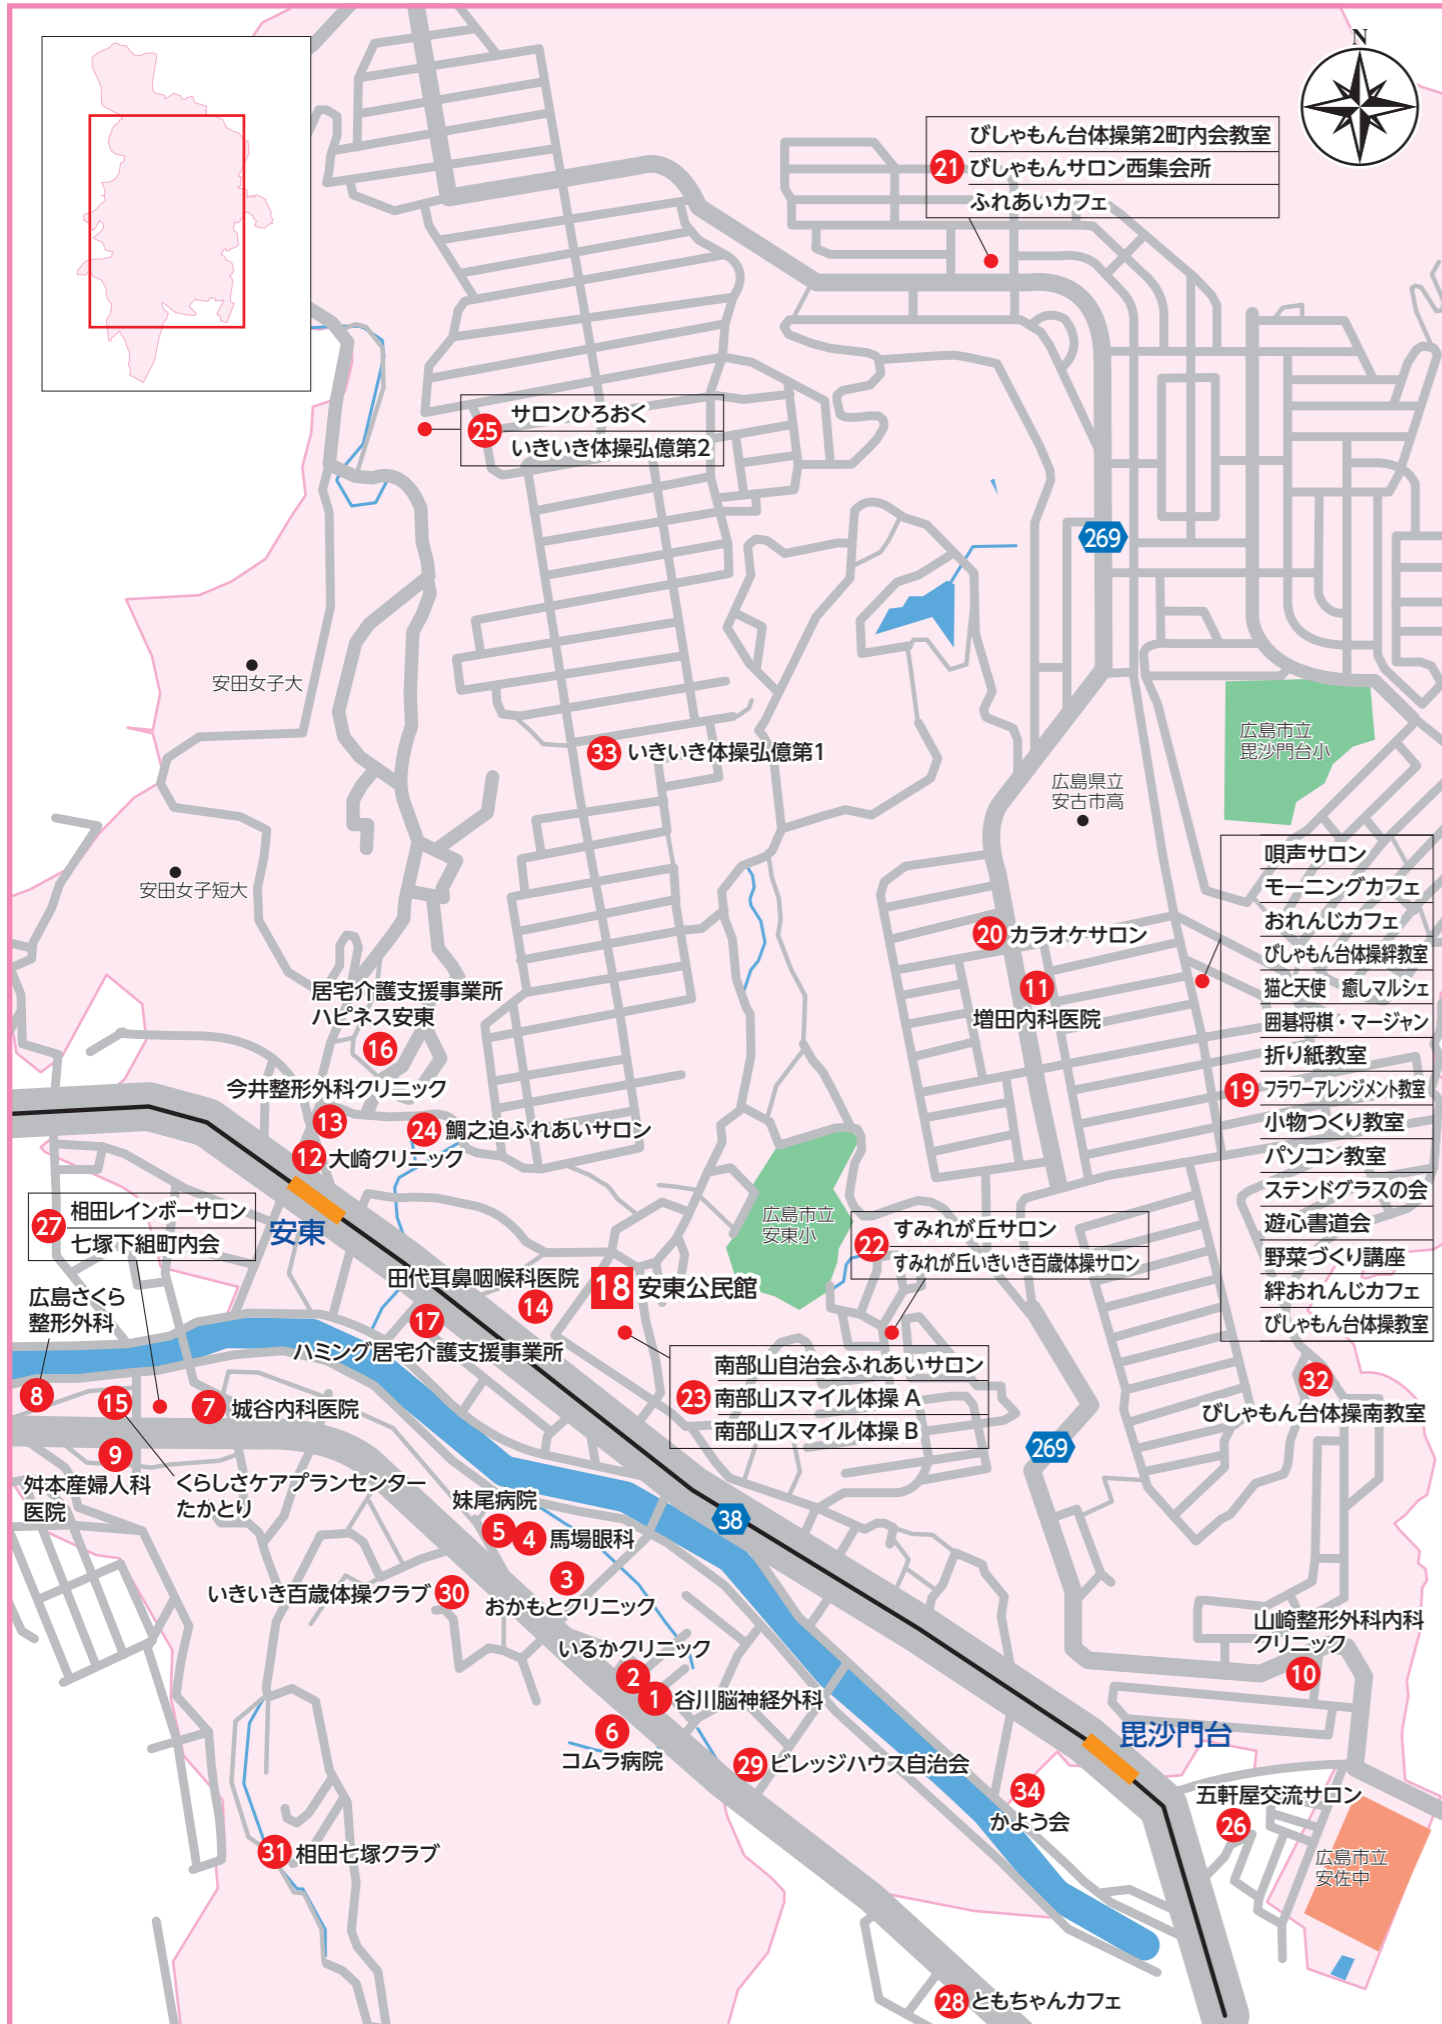 N
びしゃもん台体操第2町内会教室
21
びしゃもんサロン西集会所
ふれあいカフェ
サロンひろおく
25
いきいき体操弘億第2
269
安田女子大
広島市立
毘沙門台小
33 いきいき体操弘億第1
広島県立
安古市高
安田女子短大
唄声サロン
モーニングカフェ
おれんじカフェ
びしゃもん台体操絆教室
猫と天使 癒しマルシェ
囲碁将棋・マージャン
折り紙教室
19 フラワーアレンジメント教室
小物つくり教室
パソコン教室
ステンドグラスの会
遊心書道会
野菜づくり講座
絆おれんじカフェ
びしゃもん台体操教室
20 カラオケサロン
11
増田内科医院
居宅介護支援事業所
ハピネス安東
16
今井整形外科クリニック
13
24 鯛之迫ふれあいサロン
12 大崎クリニック
27
相田レインボーサロン
七塚下組町内会
安東
広島市立
安東小
22
すみれが丘サロン
すみれが丘いきいき百歳体操サロン
田代耳鼻咽喉科医院
14
18 安東公民館
17
ハミング居宅介護支援事業所
広島さくら
整形外科
8
15
7 城谷内科医院
南部山自治会ふれあいサロン
23 南部山スマイル体操 A
南部山スマイル体操 B
32
びしゃもん台体操南教室
269
9
舛本産婦人科
医院
くらしさケアプランセンター
たかとり
妹尾病院
5
4 馬場眼科
38
3
おかもとクリニック
いきいき百歳体操クラブ 30
いるかクリニック
2
1 谷川脳神経外科
6
コムラ病院
山崎整形外科内科
クリニック
10
毘沙門台
29 ビレッジハウス自治会
34
かよう会
五軒屋交流サロン
26
広島市立
安佐中
31 相田七塚クラブ
28 ともちゃんカフェ